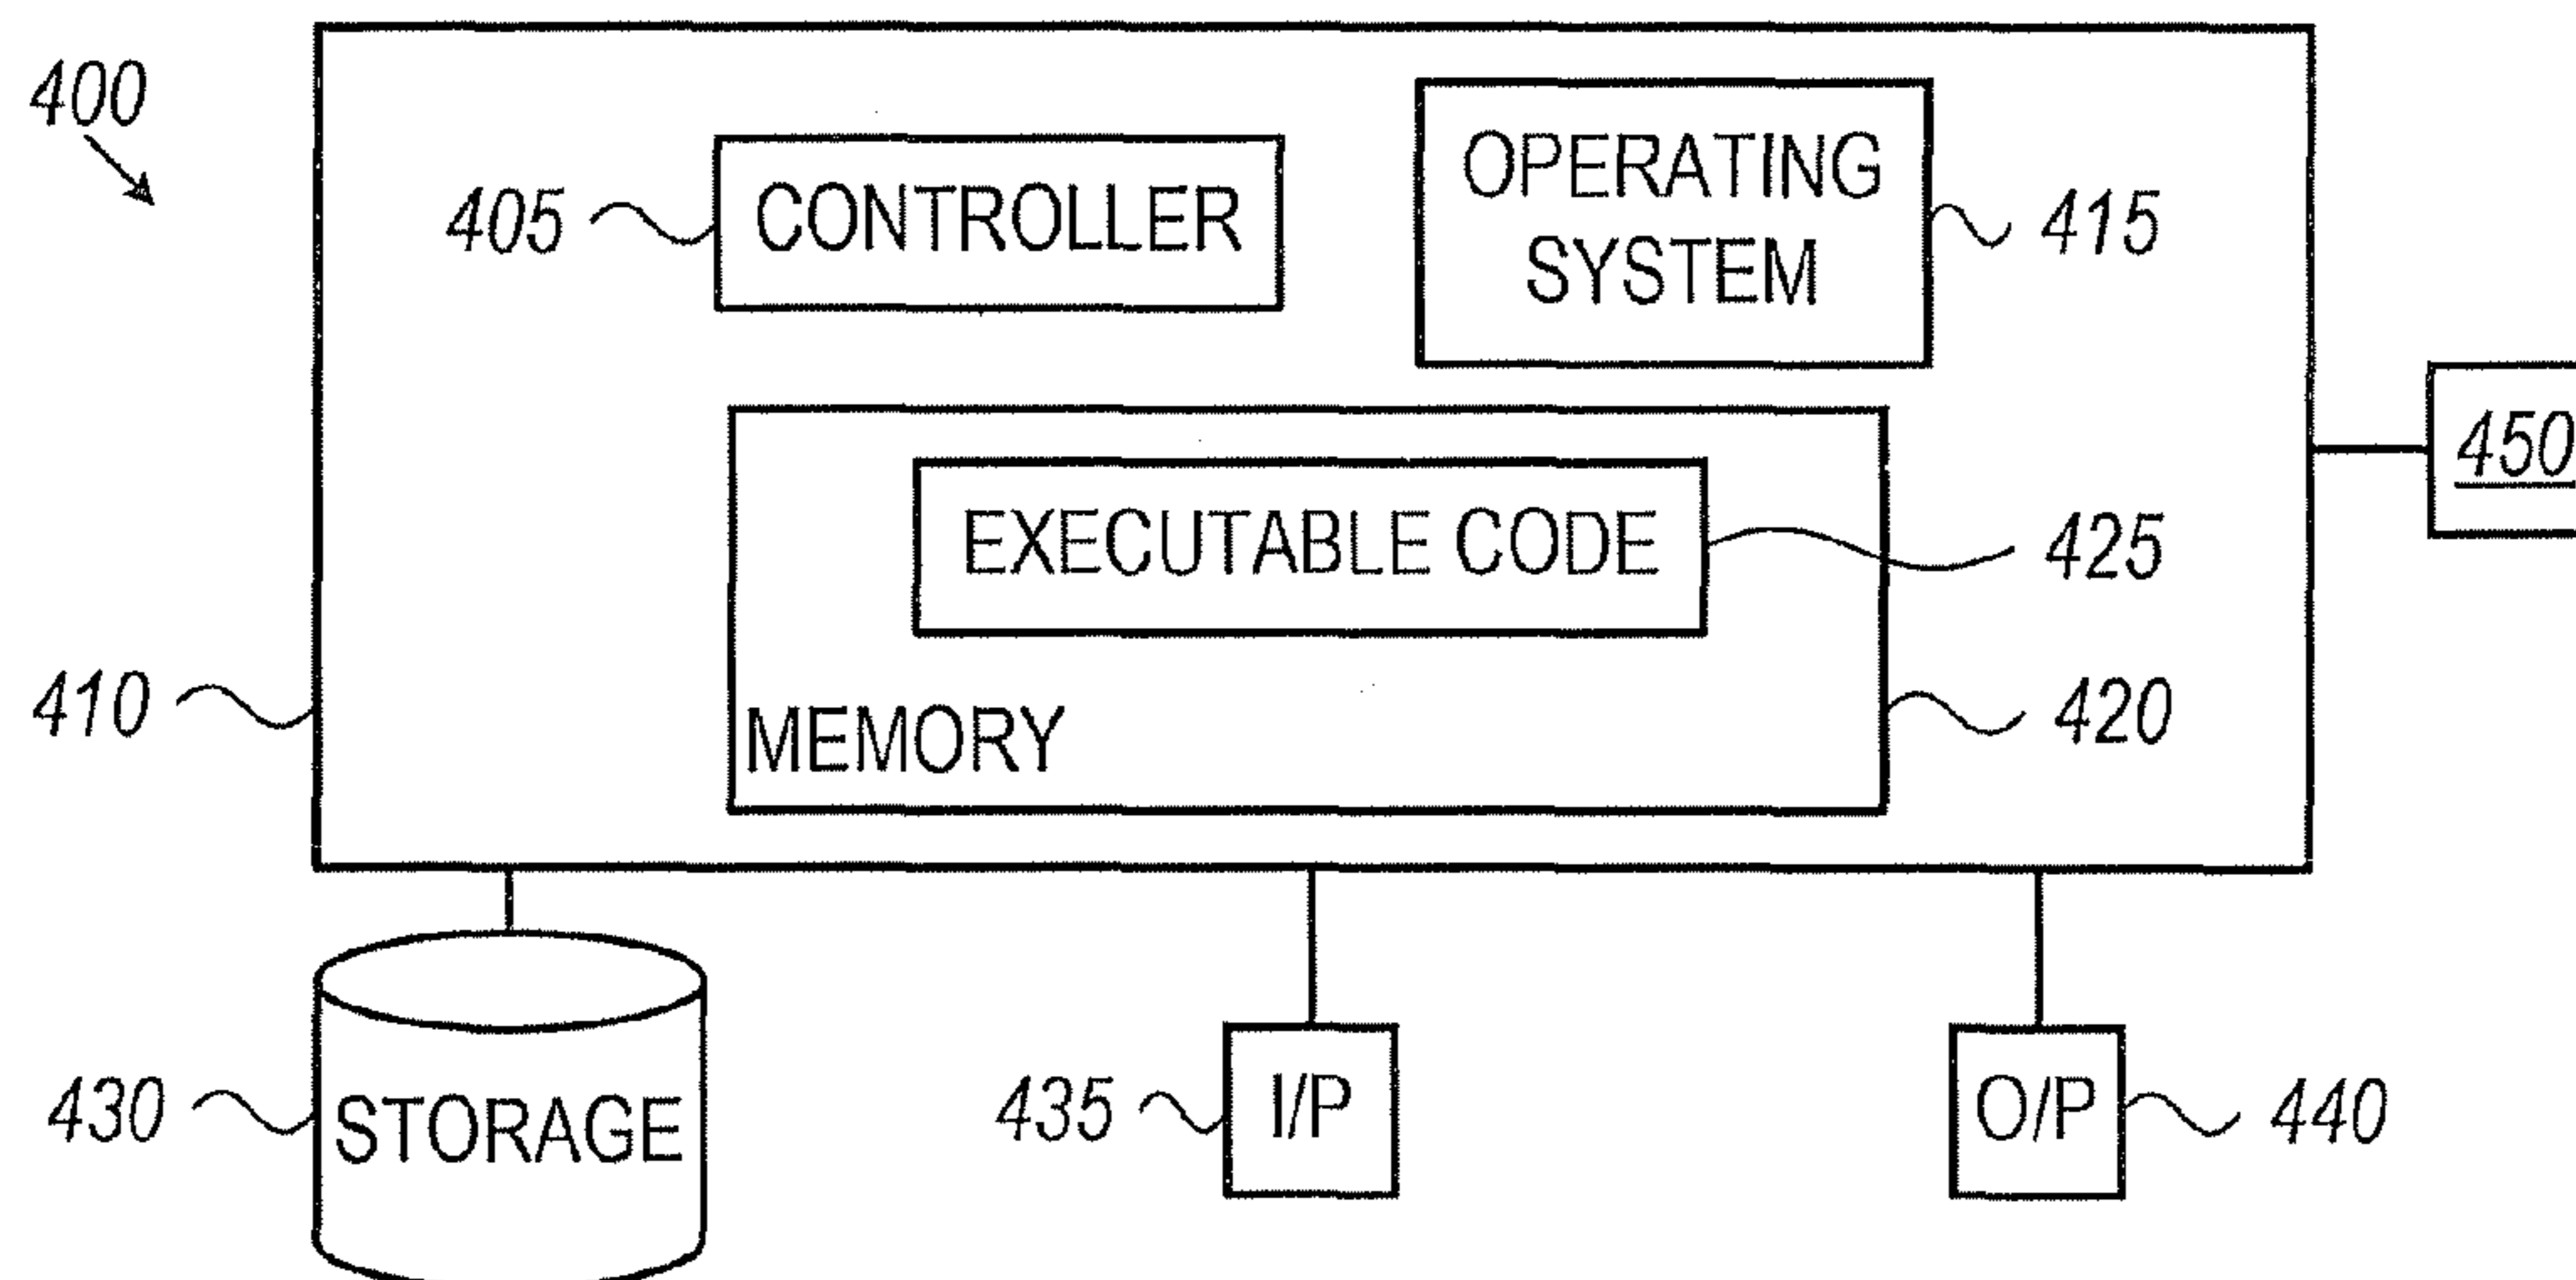 400
405
CONTROLLER
OPERATING
SYSTEM
415
450
EXECUTABLE CODE
425
410
MEMORY
420
430
STORAGE
435
I/P
O/P
440